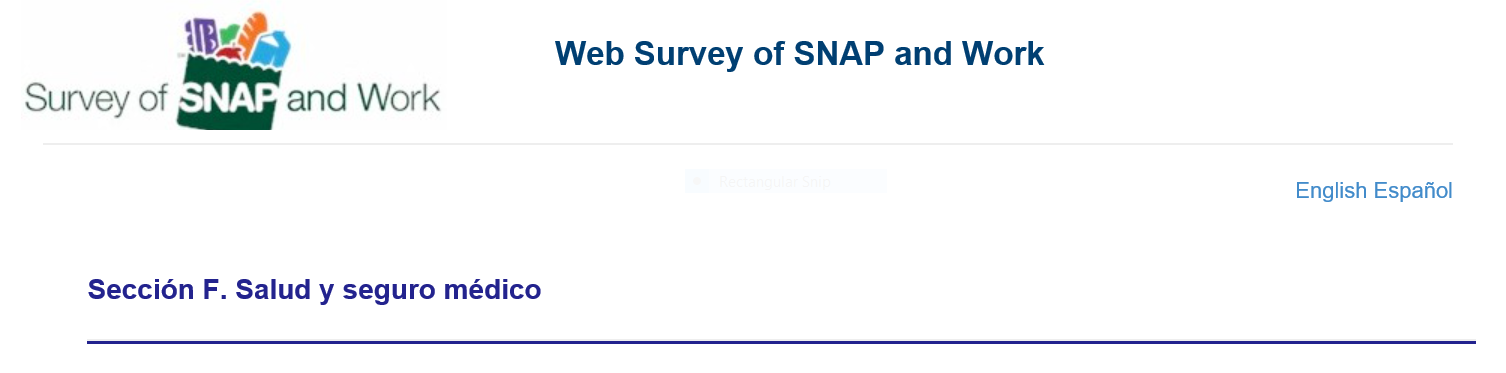 Survey of SNAP and Work
Web Survey of SNAP and Work
Rectangular Snip
English Español
Sección F. Salud y seguro médico